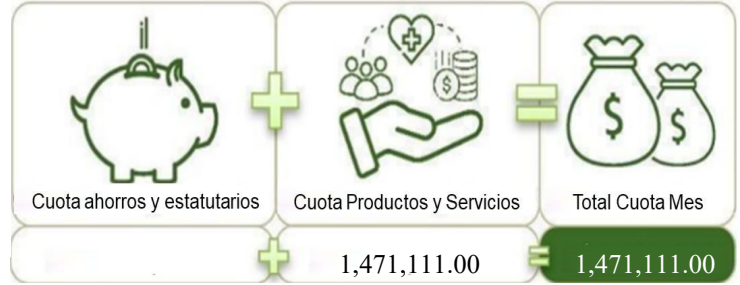 Cuota ahorros y estatutarios
Cuota Productos y Servicios
Total Cuota Mes
1,471,111.00
1,471,111.00